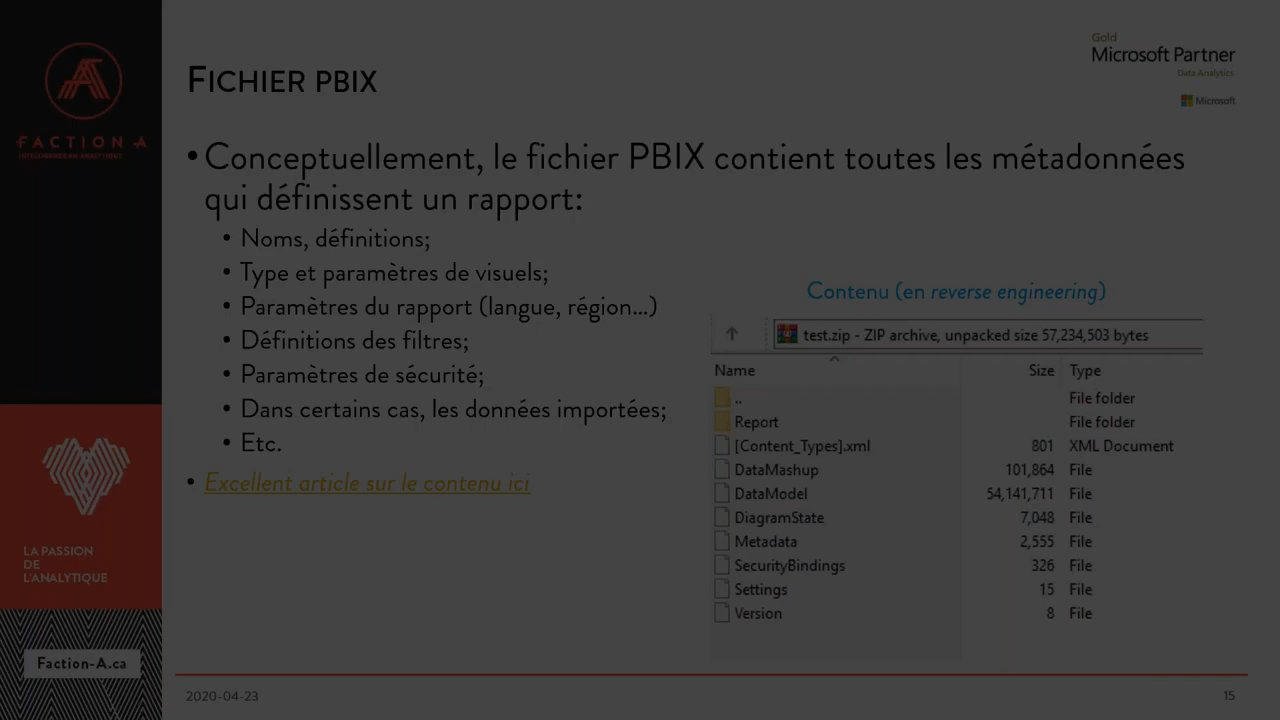 FACTION A
Gold
Microsoft Partner
Data Analytics
Microsoft
FICHIER PBIX
• Conceptuellement, le fichier PBIX contient toutes les métadonnées
qui définissent un rapport:
• Noms, définitions;
• Type et paramètres de visuels;
• Paramètres du rapport (langue, région...)
• Définitions des filtres;
• Paramètres de sécurité;
• Dans certains cas, les données importées;
• Etc.
• Excellent article sur le contenu ici
Contenu (en reverse engineering)
test.zip - ZIP archive, unpacked size 57,234,503 bytes
Name Size Type
.. File folder
Report File folder
[Content_Types].xml 801 XML Document
DataMashup 101,864 File
DataModel 54,141,711 File
DiagramState 7,048 File
Metadata 2,555 File
SecurityBindings 326 File
Settings 15 File
Version 8 File
LA PASSION
DE
L'ANALYTIQUE
Faction-A.ca
2020-04-23
15